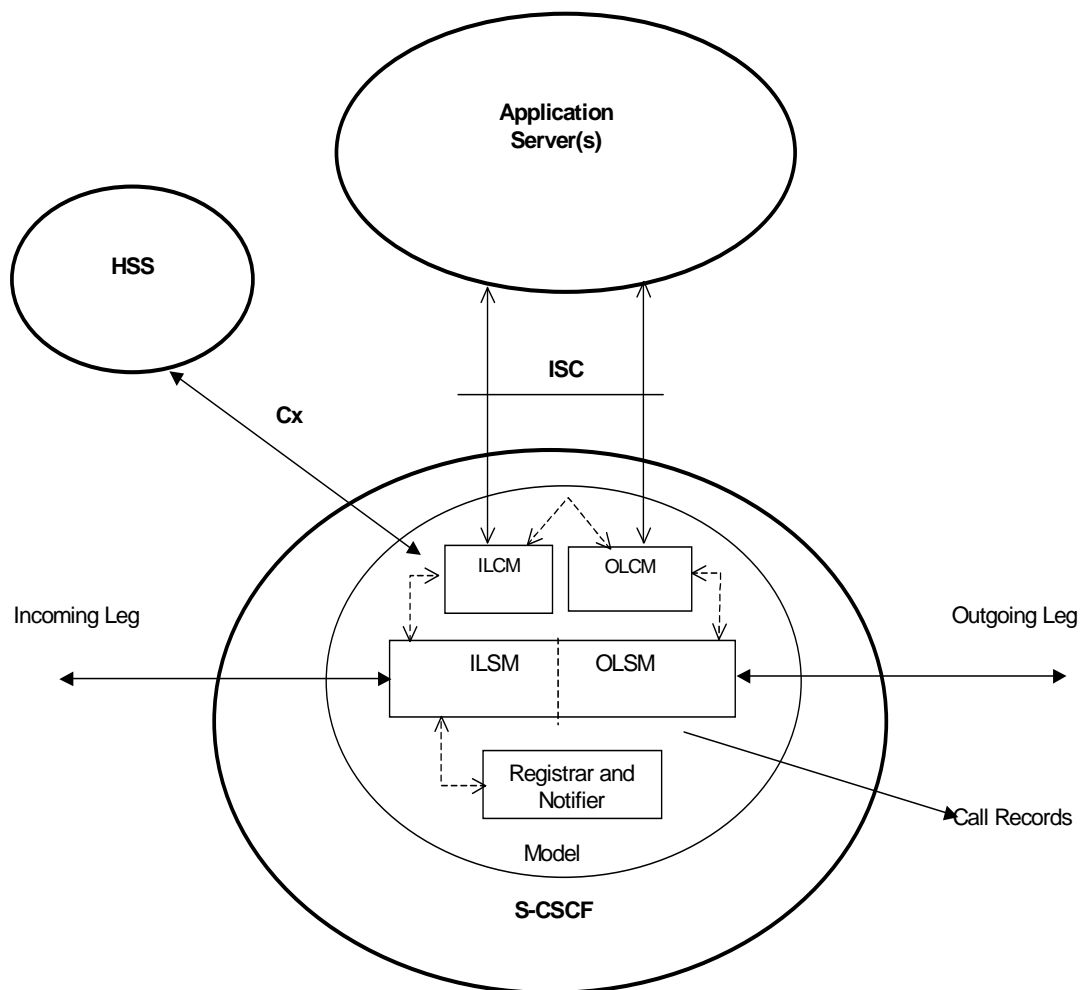 Application
Server(s)
HSS
ISC
Cx
ILCM
OLCM
Incoming Leg
Outgoing Leg
ILSM
OLSM
Registrar and
Notifier
Call Records
Model
S-CSCF